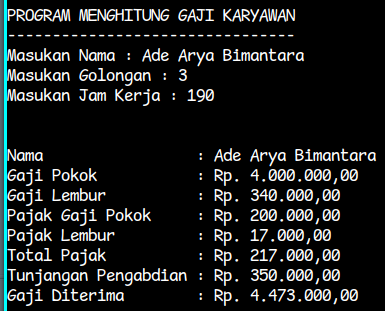 PROGRAM MENGHITUNG GAJI KARYAWAN
--------------------------------
Masukan Nama : Ade Arya Bimantara
Masukan Golongan : 3
Masukan Jam Kerja : 190
Nama : Ade Arya Bimantara
Gaji Pokok : Rp. 4.000.000,00
Gaji Lembur : Rp. 340.000,00
Pajak Gaji Pokok : Rp. 200.000,00
Pajak Lembur : Rp. 17.000,00
Total Pajak : Rp. 217.000,00
Tunjangan Pengabdian : Rp. 350.000,00
Gaji Diterima : Rp. 4.473.000,00